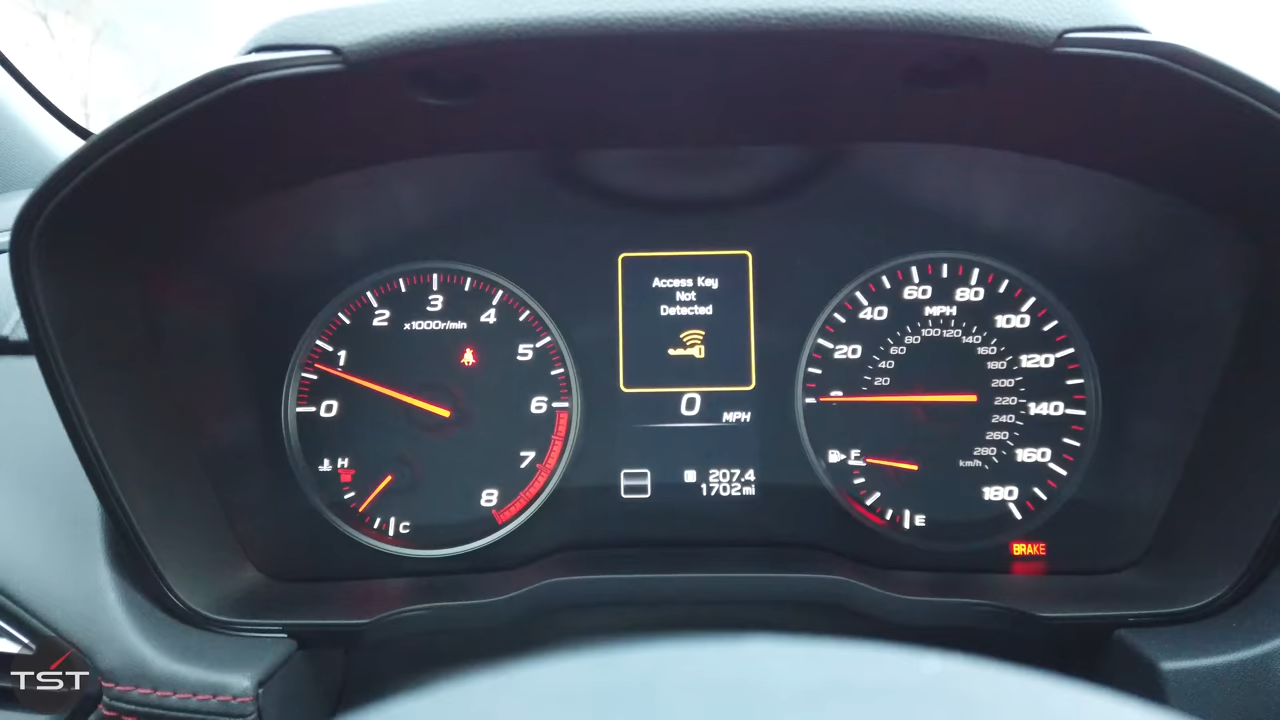 Access Key
Not
Detected
0
MPH
207.4
1702mi
0
1
2
3
4
5
6
7
8
x1000r/min
H
C
20
40
60
80
100
120
140
160
180
MPH
20
40
60
80
100
120
140
160
180
200
220
240
260
280
km/h
F
E
BRAKE
TST